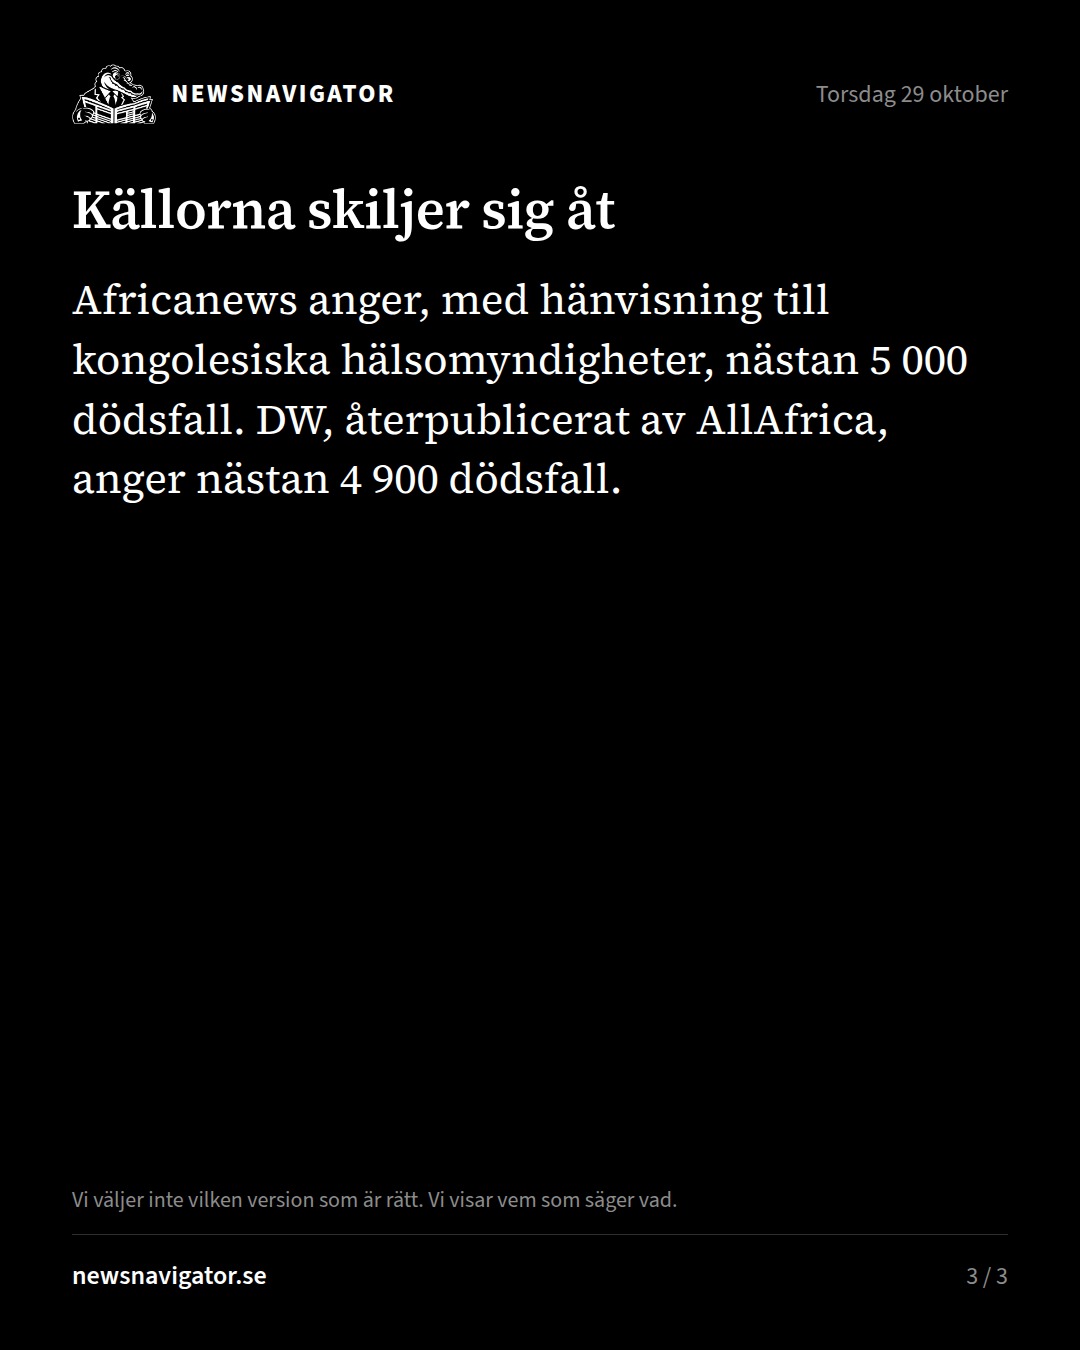 NEWSNAVIGATOR
Torsdag 29 oktober
Källorna skiljer sig åt
Africanews anger, med hänvisning till
kongolesiska hälsomyndigheter, nästan 5 000
dödsfall. DW, återpublicerat av AllAfrica,
anger nästan 4 900 dödsfall.
Vi väljer inte vilken version som är rätt. Vi visar vem som säger vad.
newsnavigator.se
3 / 3